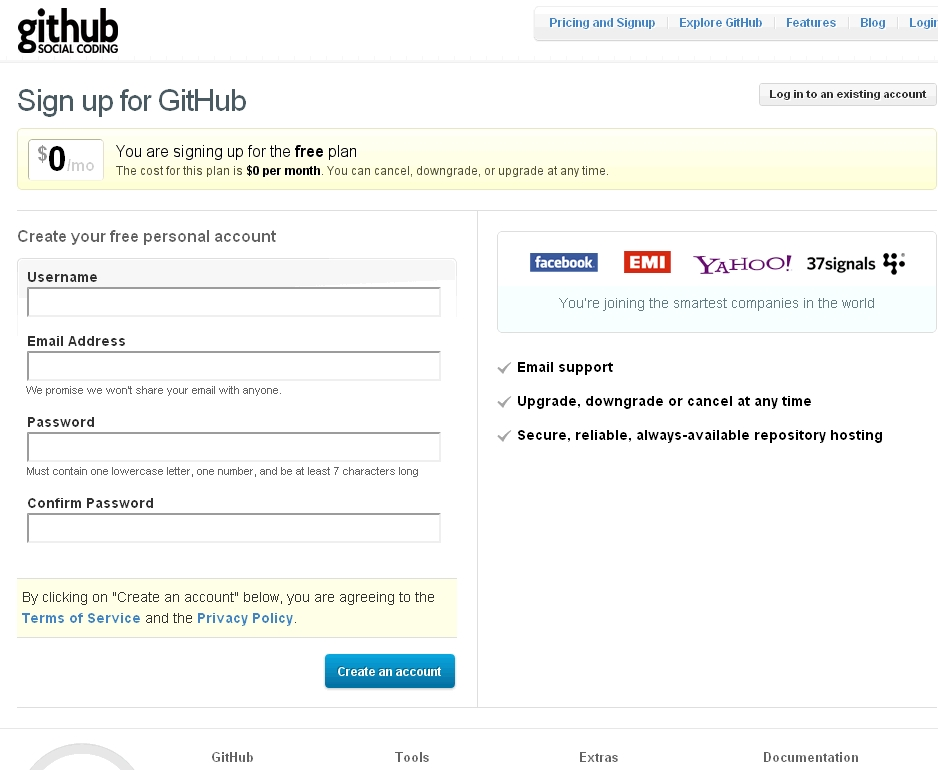 github
SOCIAL CODING
Pricing and Signup Explore GitHub Features Blog Login
Sign up for GitHub
Log in to an existing account
$0/mo
You are signing up for the free plan
The cost for this plan is $0 per month. You can cancel, downgrade, or upgrade at any time.
Create your free personal account
Username
Email Address
We promise we won't share your email with anyone.
Password
Must contain one lowercase letter, one number, and be at least 7 characters long
Confirm Password
By clicking on "Create an account" below, you are agreeing to the
Terms of Service and the Privacy Policy.
Create an account
facebook EMI YAHOO! 37signals
You're joining the smartest companies in the world
Email support
Upgrade, downgrade or cancel at any time
Secure, reliable, always-available repository hosting
GitHub Tools Extras Documentation